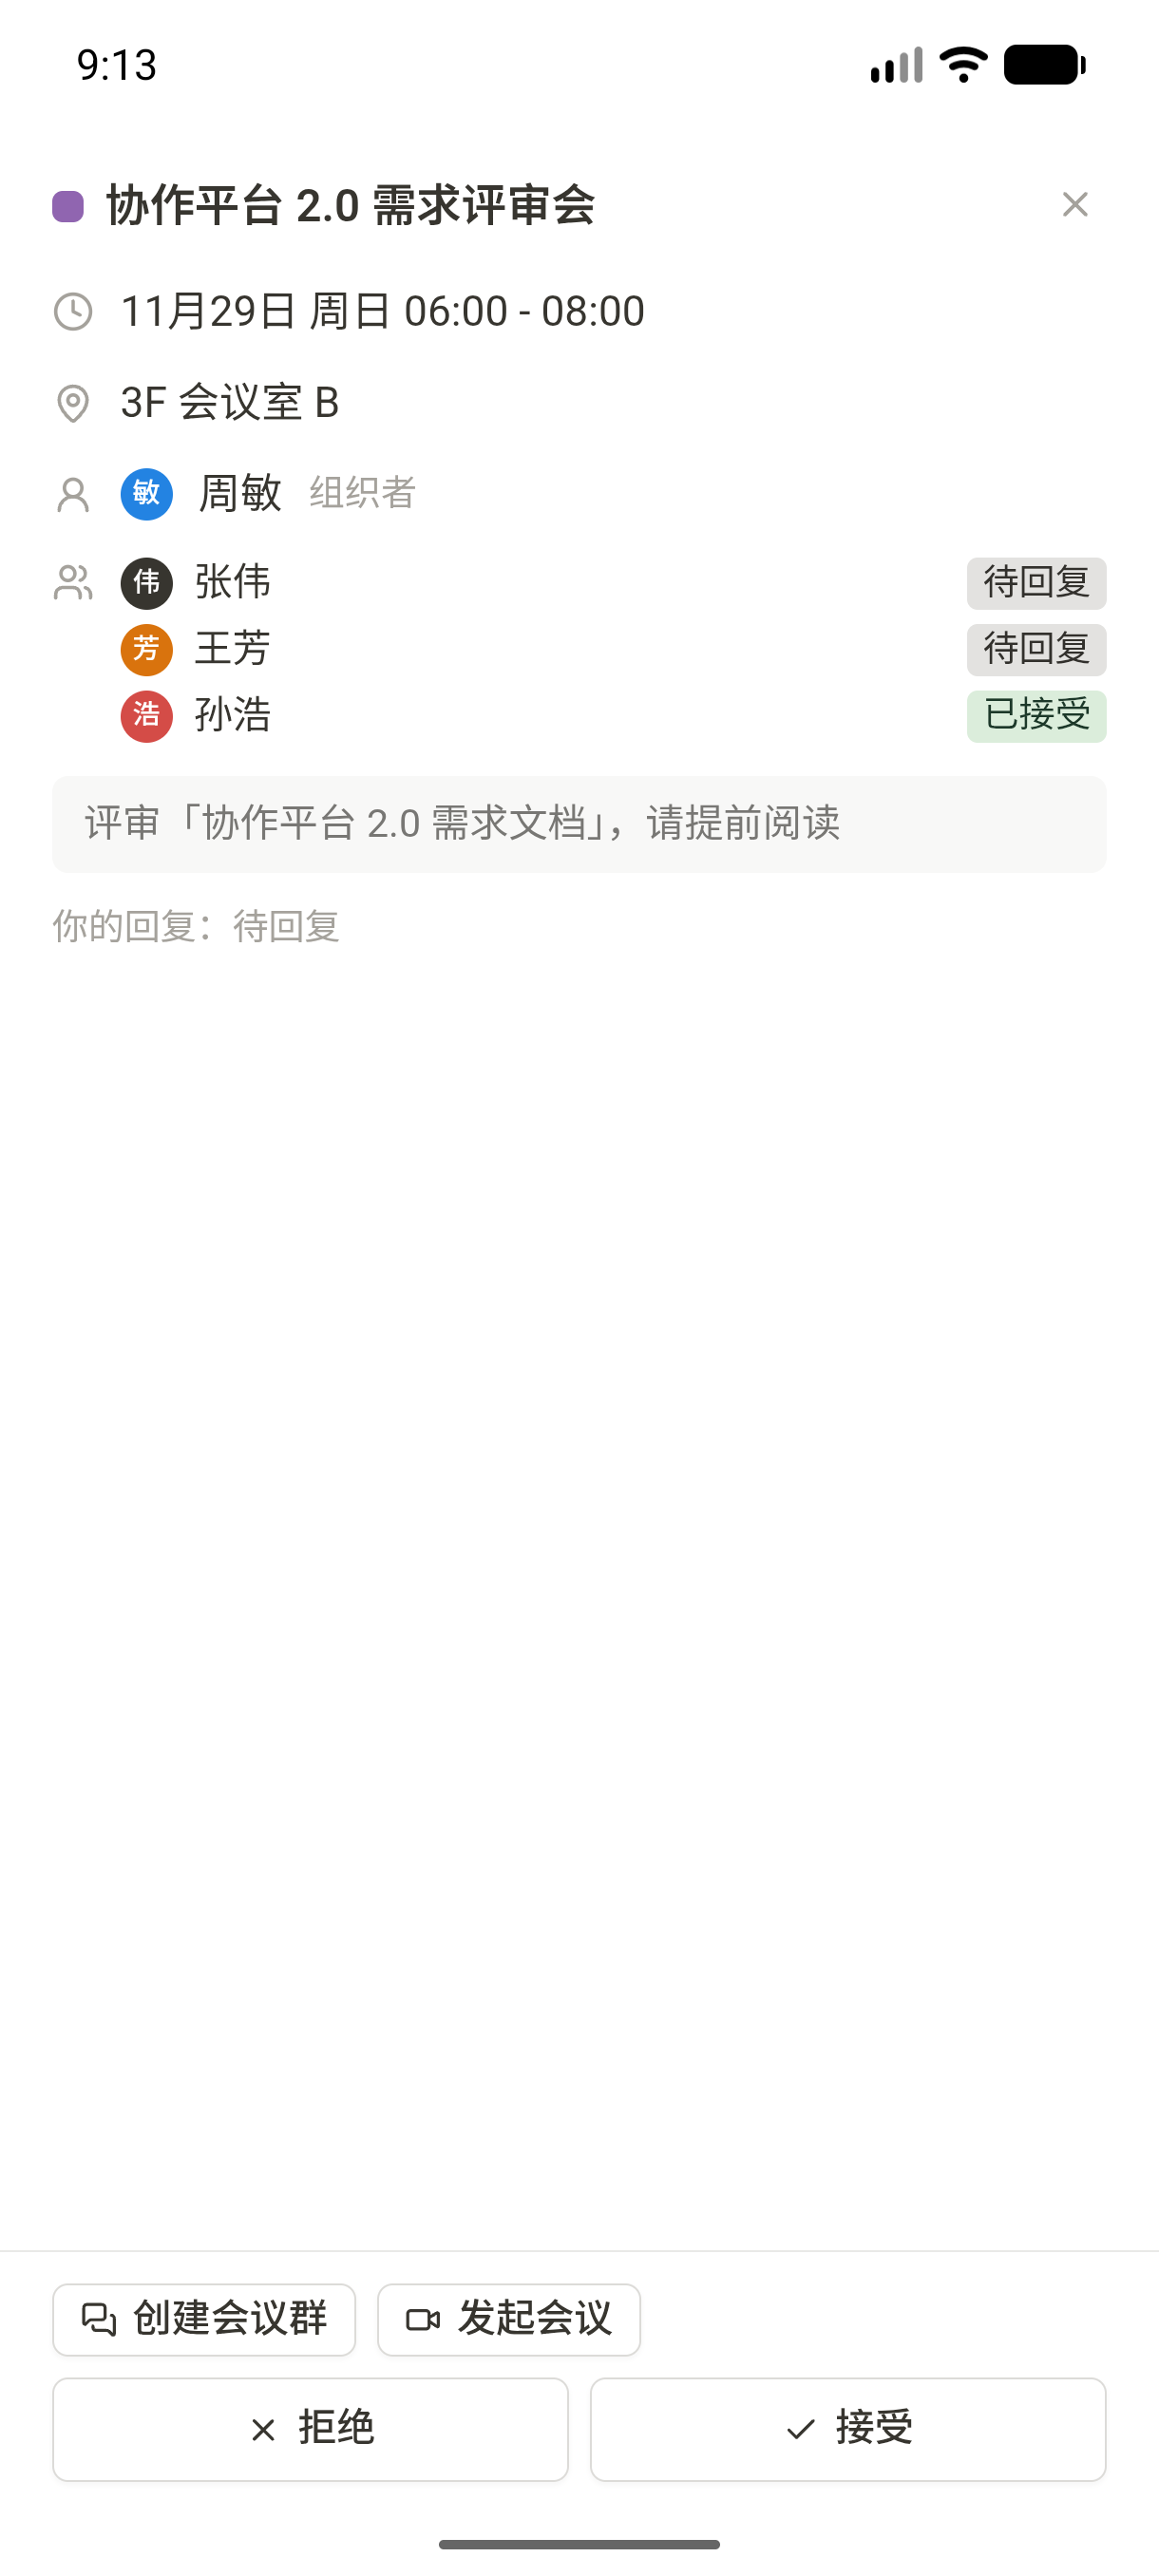 9:13
协作平台 2.0 需求评审会
11月29日 周日 06:00 - 08:00
3F 会议室 B
敏 周敏 组织者
伟 张伟 待回复
芳 王芳 待回复
浩 孙浩 已接受
评审「协作平台 2.0 需求文档」，请提前阅读
你的回复：待回复
创建会议群 发起会议
拒绝 接受